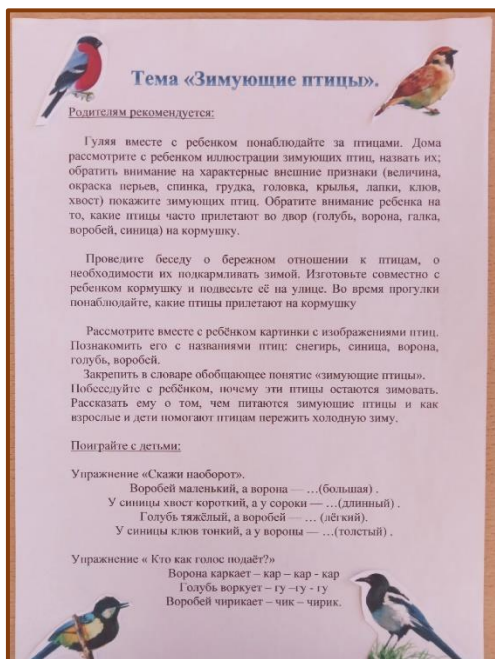 Тема «Зимующие птицы».
Родителям рекомендуется:
Гуляя вместе с ребенком понаблюдайте за птицами. Дома
рассмотрите с ребенком иллюстрации зимующих птиц, назвать их;
обратить внимание на характерные внешние признаки (величина,
окраска перьев, спинка, грудка, головка, крылья, лапки, клюв,
хвост) покажите зимующих птиц. Обратите внимание ребенка на
то, какие птицы часто прилетают во двор (голубь, ворона, галка,
воробей, синица) на кормушку.
Проведите беседу о бережном отношении к птицам, о
необходимости их подкармливать зимой. Изготовьте совместно с
ребенком кормушку и подвесьте её на улице. Во время прогулки
понаблюдайте, какие птицы прилетают на кормушку
Рассмотрите вместе с ребёнком картинки с изображениями птиц.
Познакомить его с названиями птиц: снегирь, синица, ворона,
голубь, воробей.
Закрепить в словаре обобщающее понятие «зимующие птицы».
Побеседуйте с ребёнком, почему эти птицы остаются зимовать.
Рассказать ему о том, чем питаются зимующие птицы и как
взрослые и дети помогают птицам пережить холодную зиму.
Поиграйте с детьми:
Упражнение «Скажи наоборот».
Воробей маленький, а ворона — …(большая) .
У синицы хвост короткий, а у сороки — …(длинный) .
Голубь тяжёлый, а воробей — … (лёгкий).
У синицы клюв тонкий, а у вороны — …(толстый) .
Упражнение « Кто как голос подаёт?»
Ворона каркает – кар – кар - кар
Голубь воркует – гу –гу - гу
Воробей чирикает – чик – чирик.